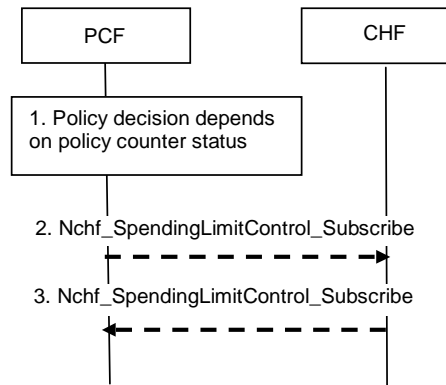 PCF
CHF
1. Policy decision depends
on policy counter status
2. Nchf_SpendingLimitControl_Subscribe
3. Nchf_SpendingLimitControl_Subscribe